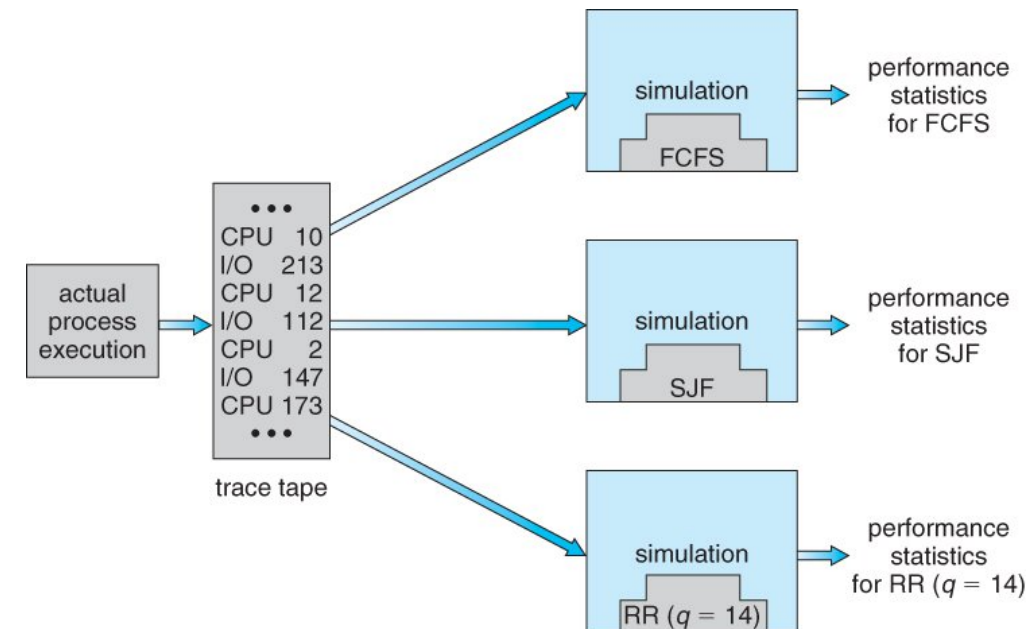 actual
process
execution
• • •
CPU 10
I/O 213
CPU 12
I/O 112
CPU 2
I/O 147
CPU 173
• • •
trace tape
simulation
FCFS
performance
statistics
for FCFS
simulation
SJF
performance
statistics
for SJF
simulation
RR (q = 14)
performance
statistics
for RR (q = 14)